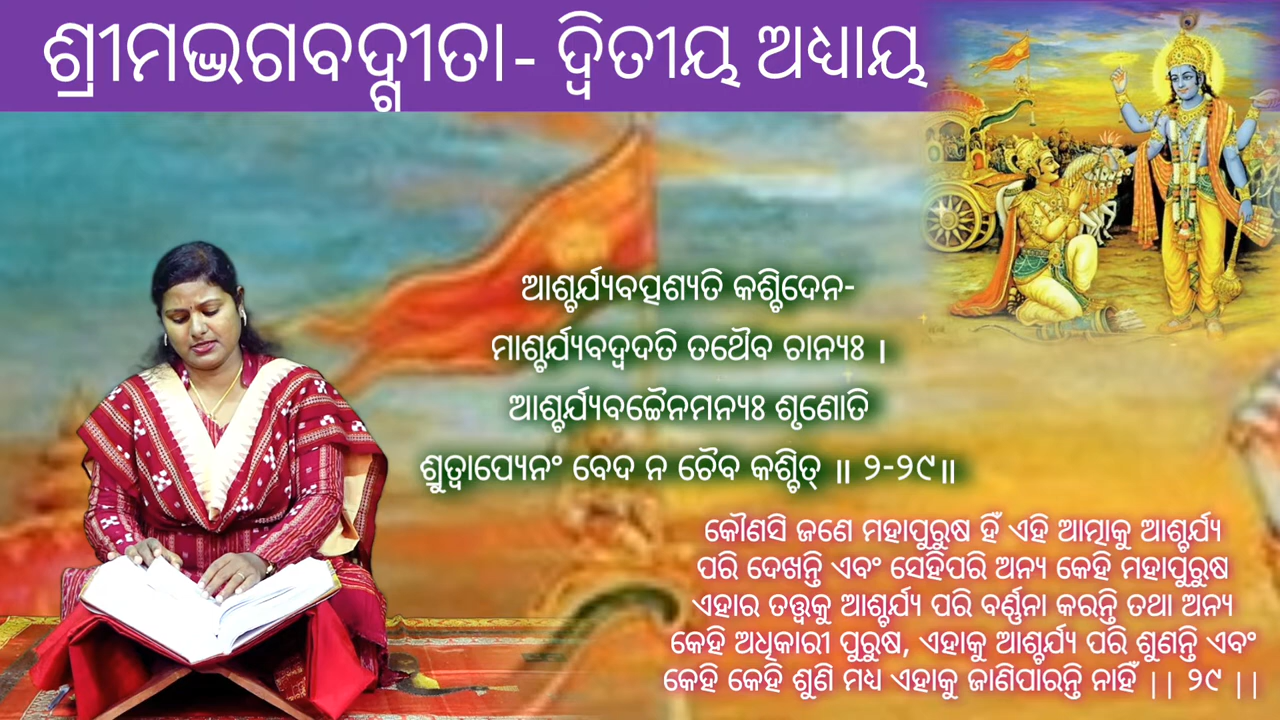 ଶ୍ରୀମଦ୍ଭଗବଦ୍ଗୀତା- ଦ୍ୱିତୀୟ ଅଧ୍ୟାୟ
ଆଶ୍ଚର୍ଯ୍ୟବତ୍ପଶ୍ୟତି କଶ୍ଚିଦେନ-
ମାଶ୍ଚର୍ଯ୍ୟବଦ୍ୱଦତି ତଥୈବ ଚାନ୍ୟଃ ।
ଆଶ୍ଚର୍ଯ୍ୟବଚ୍ଚୈନମନ୍ୟଃ ଶୃଣୋତି
ଶ୍ରୁତ୍ୱାପ୍ୟେନଂ ବେଦ ନ ଚୈବ କଶ୍ଚିତ୍ ॥ ୨-୨୯॥
କୌଣସି ଜଣେ ମହାପୁରୁଷ ହିଁ ଏହି ଆତ୍ମାକୁ ଆଶ୍ଚର୍ଯ୍ୟ
ପରି ଦେଖନ୍ତି ଏବଂ ସେହିପରି ଅନ୍ୟ କେହି ମହାପୁରୁଷ
ଏହାର ତତ୍ତ୍ୱକୁ ଆଶ୍ଚର୍ଯ୍ୟ ପରି ବର୍ଣ୍ଣନା କରନ୍ତି ତଥା ଅନ୍ୟ
କେହି ଅଧିକାରୀ ପୁରୁଷ, ଏହାକୁ ଆଶ୍ଚର୍ଯ୍ୟ ପରି ଶୁଣନ୍ତି ଏବଂ
କେହି କେହି ଶୁଣି ମଧ୍ୟ ଏହାକୁ ଜାଣିପାରନ୍ତି ନାହିଁ || ୨୯ ||